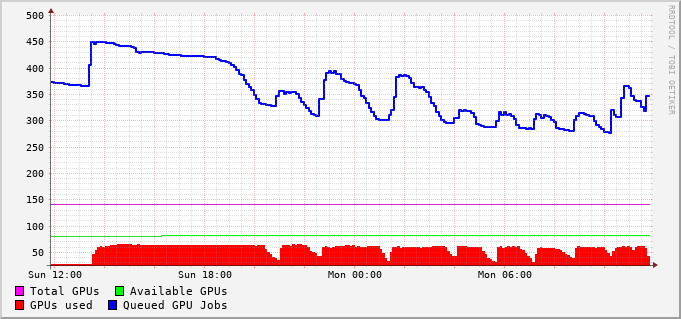 500
450
400
350
300
250
200
150
100
50
Sun 12:00 Sun 18:00 Mon 00:00 Mon 06:00
Total GPUs Available GPUs
GPUs used Queued GPU Jobs
RRDTOOL / TOBI OETIKER